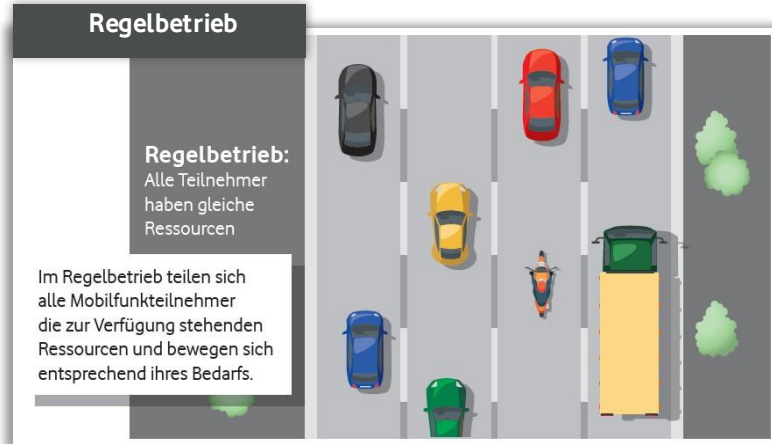 Regelbetrieb
Regelbetrieb:
Alle Teilnehmer
haben gleiche
Ressourcen
Im Regelbetrieb teilen sich
alle Mobilfunkteilnehmer
die zur Verfügung stehenden
Ressourcen und bewegen sich
entsprechend ihres Bedarfs.